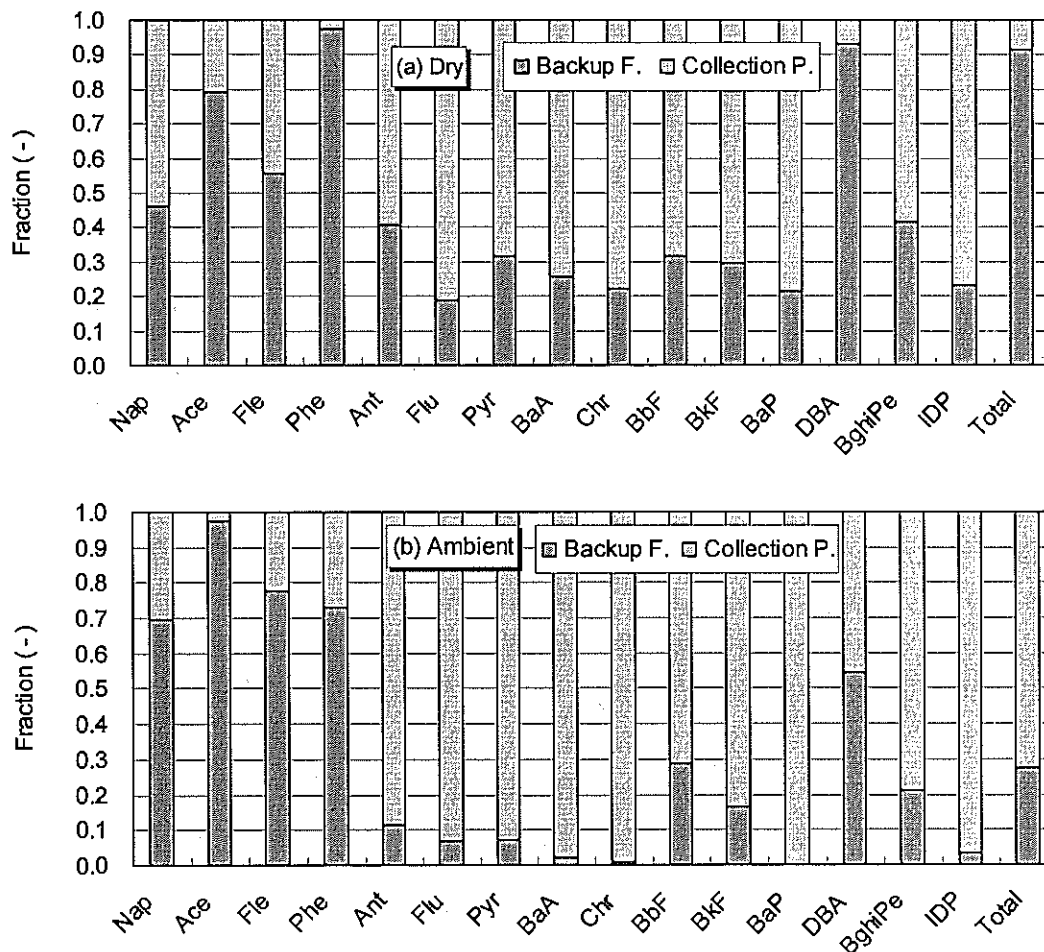 Fraction ( - )
1.0
0.9
0.8
0.7
0.6
0.5
0.4
0.3
0.2
0.1
0.0
(a) Dry
Backup F. Collection P.
Nap Ace Fle Phe Ant Flu Pyr BaA Chr BbF BkF BaP DBA BghiPe IDP Total
Fraction ( - )
1.0
0.9
0.8
0.7
0.6
0.5
0.4
0.3
0.2
0.1
0.0
(b) Ambient
Backup F. Collection P.
Nap Ace Fle Phe Ant Flu Pyr BaA Chr BbF BkF BaP DBA BghiPe IDP Total